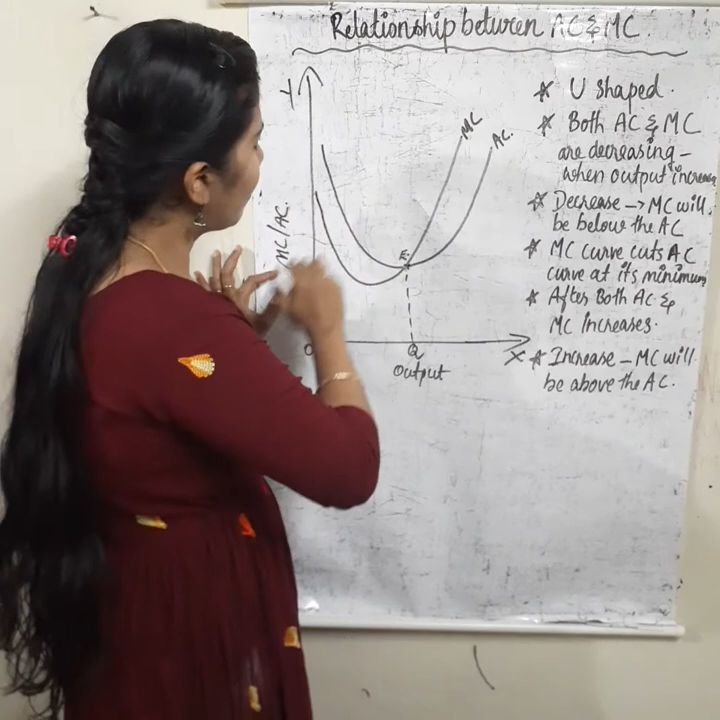 Relationship between AC & MC.
Y
MC
AC.
MC/AC.
E
O
Q
X
Output
☆ U shaped.
☆ Both AC & MC
are decreasing -
when output increase
☆ Decrease -> MC will
be below the AC
☆ MC curve cuts AC
curve at its minimum
☆ After Both AC &
MC increases.
☆ Increase - MC will
be above the AC.